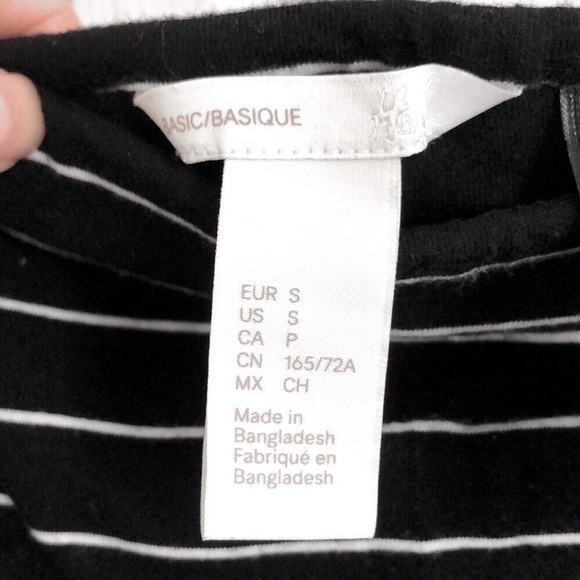 BASIC/BASIQUE
EUR S
US S
CA P
CN 165/72A
MX CH
Made in
Bangladesh
Fabriqué en
Bangladesh